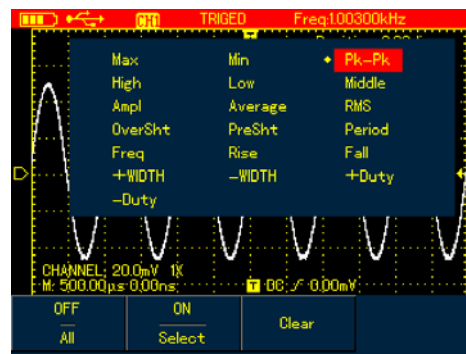 CH1 TRIGED Freq:1.00300kHz
Max Min Pk-Pk
High Low Middle
Ampl Average RMS
OverSht PreSht Period
Freq Rise Fall
+WIDTH -WIDTH +Duty
-Duty
CHANNEL: 20.0mV 1X
M: 500.00µs 0.00ns T DC 0.00mV
OFF ON Clear
All Select